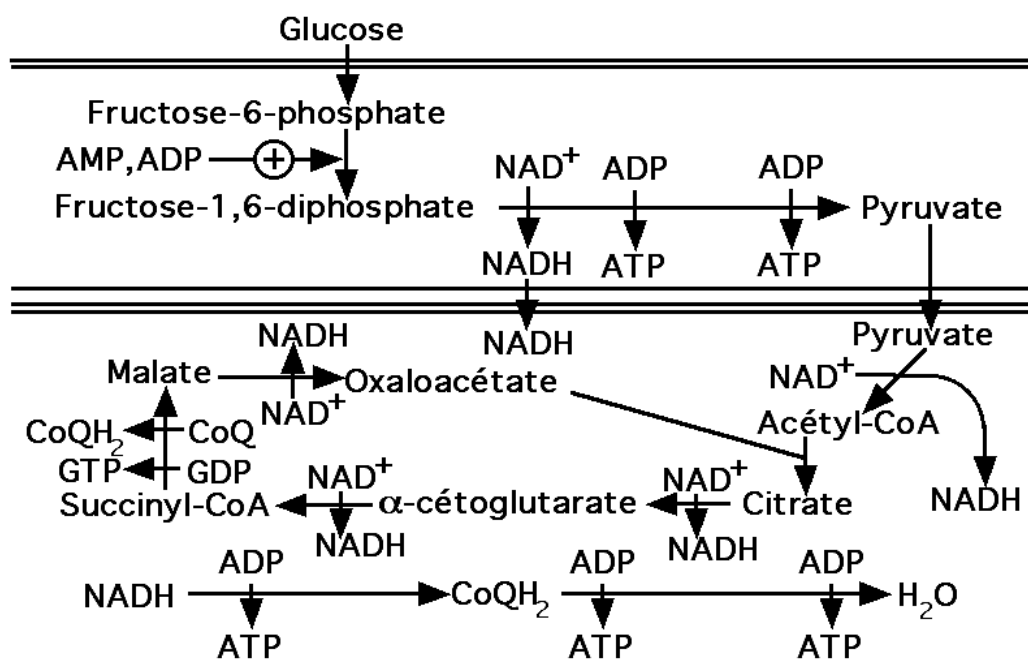 Glucose
Fructose-6-phosphate
AMP,ADP + NAD⁺ ADP ADP
Fructose-1,6-diphosphate Pyruvate
NADH ATP ATP
NADH Pyruvate
NADH
Malate Oxaloacétate NAD⁺
NAD⁺ Acétyl-CoA
CoQH₂ CoQ
GTP GDP NAD⁺ NAD⁺
Succinyl-CoA α-cétoglutarate Citrate NADH
NADH NADH
ADP ADP ADP
NADH CoQH₂ H₂O
ATP ATP ATP